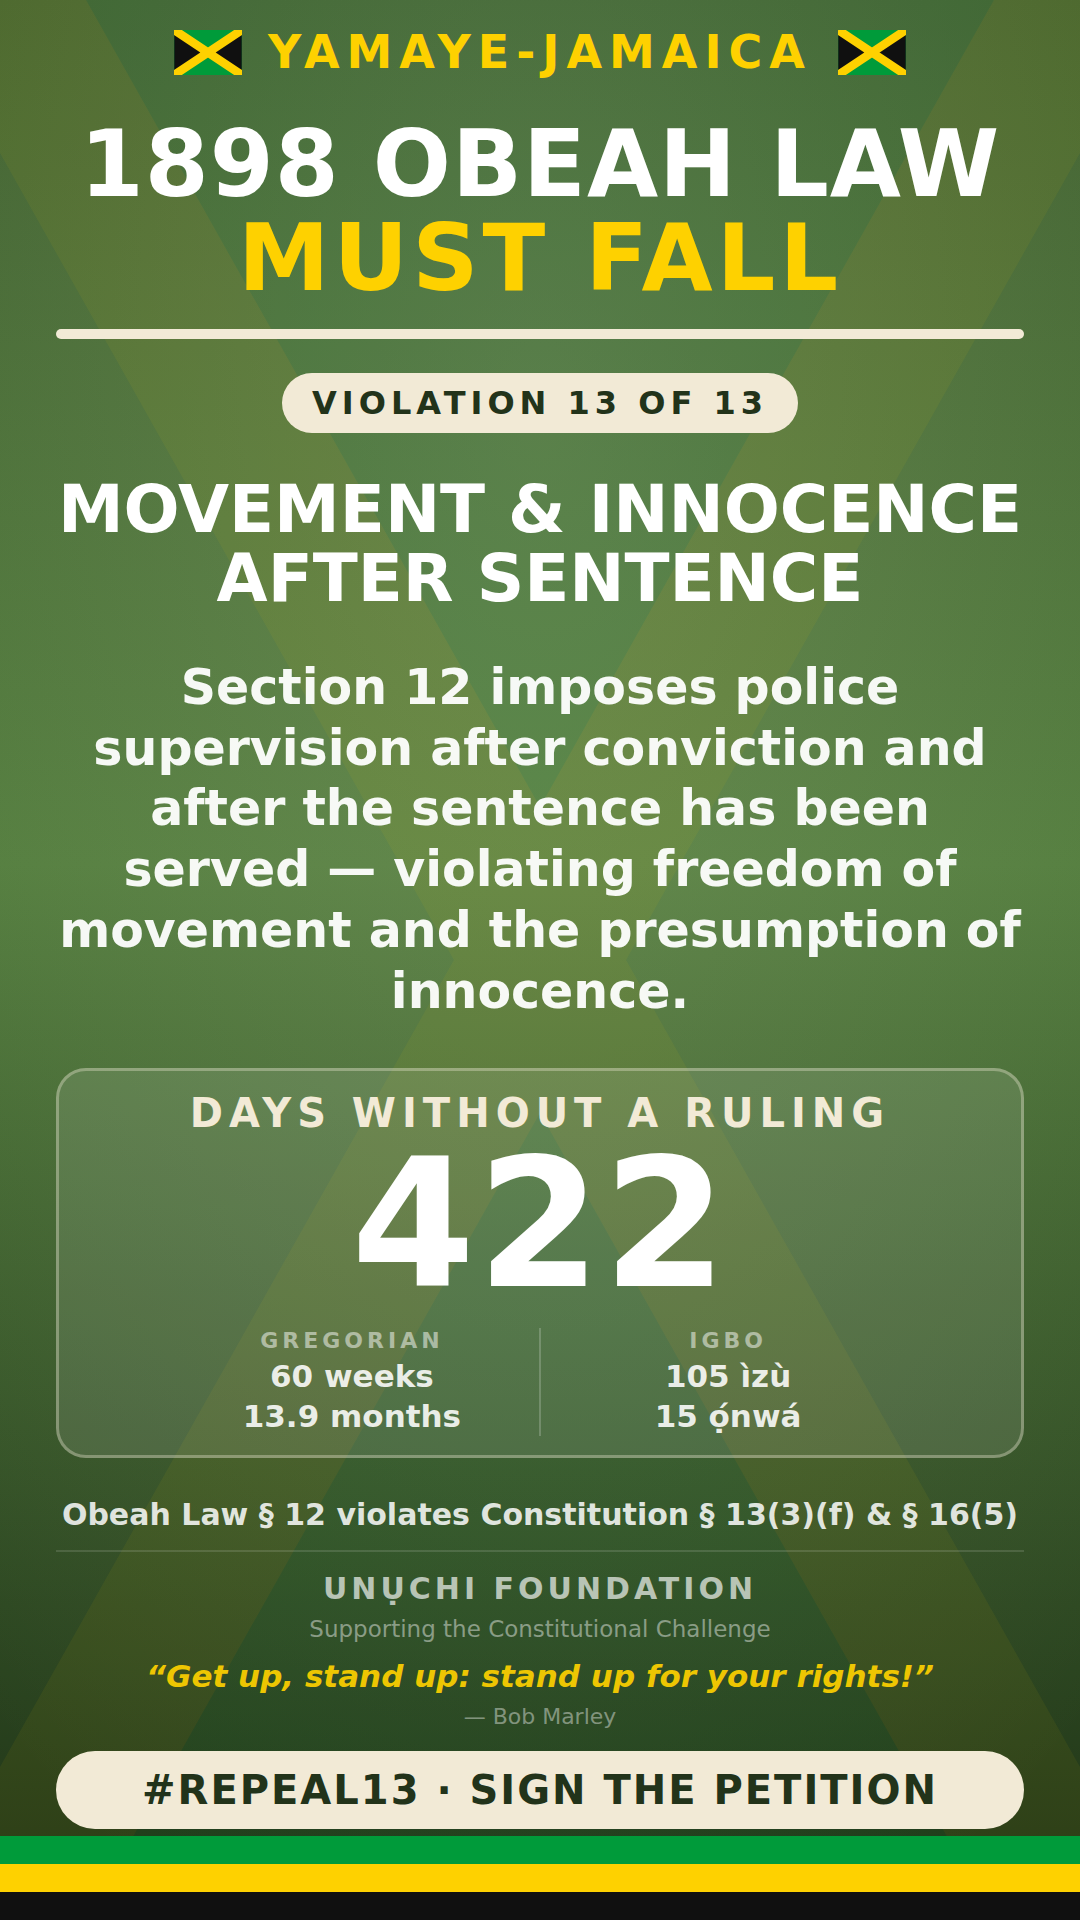 YAMAYE-JAMAICA
1898 OBEAH LAW
MUST FALL
VIOLATION 13 OF 13
MOVEMENT & INNOCENCE
AFTER SENTENCE
Section 12 imposes police
supervision after conviction and
after the sentence has been
served — violating freedom of
movement and the presumption of
innocence.
DAYS WITHOUT A RULING
422
GREGORIAN
60 weeks
13.9 months
IGBO
105 ìzù
15 ọ́nwá
Obeah Law § 12 violates Constitution § 13(3)(f) & § 16(5)
UNỤCHI FOUNDATION
Supporting the Constitutional Challenge
“Get up, stand up: stand up for your rights!”
— Bob Marley
#REPEAL13 · SIGN THE PETITION